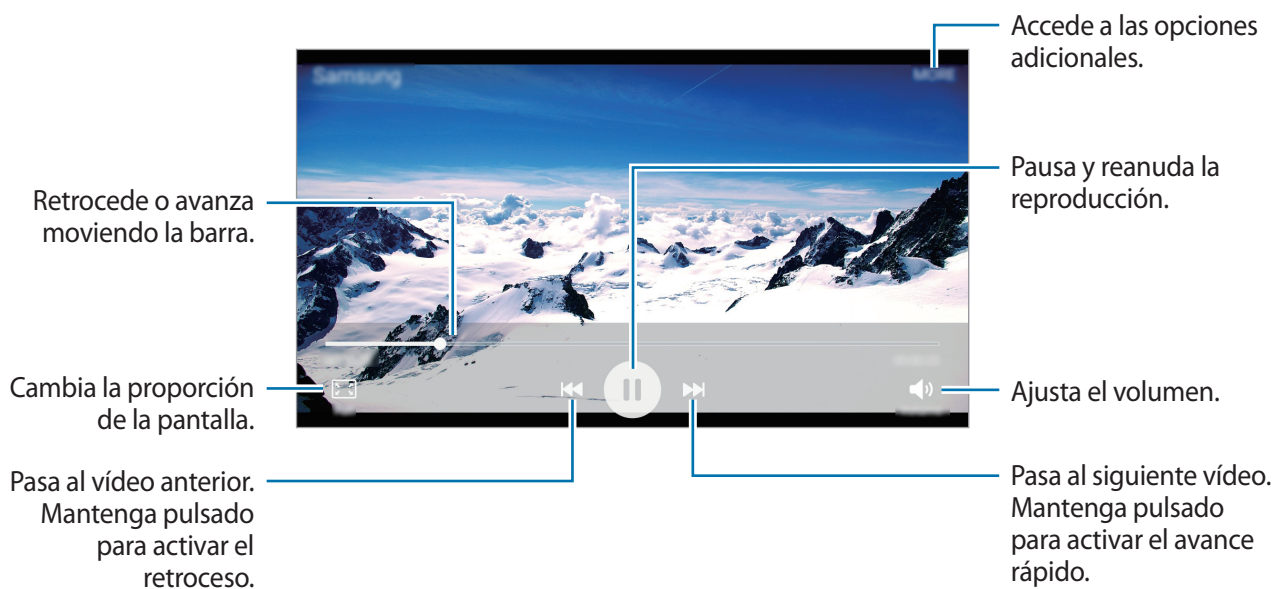 Accede a las opciones
adicionales.
Samsung
MORE
Pausa y reanuda la
reproducción.
Retrocede o avanza
moviendo la barra.
Cambia la proporción
de la pantalla.
Ajusta el volumen.
Pasa al vídeo anterior.
Mantenga pulsado
para activar el
retroceso.
Pasa al siguiente vídeo.
Mantenga pulsado
para activar el avance
rápido.